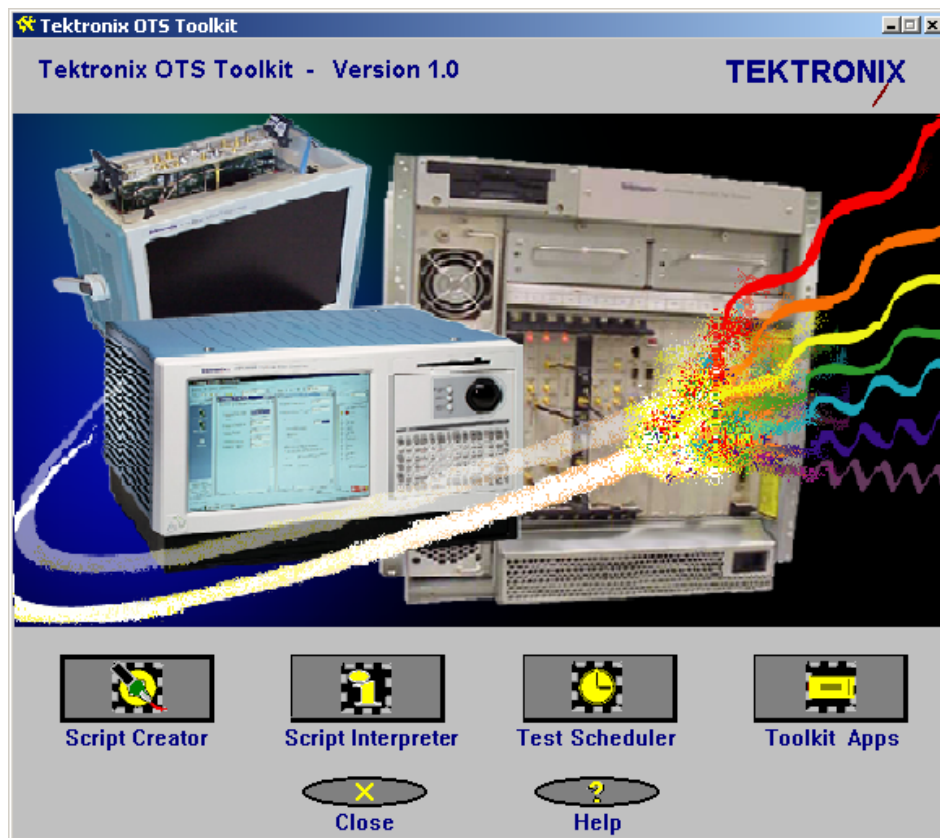 Tektronix OTS Toolkit
Tektronix OTS Toolkit - Version 1.0
TEKTRONIX
Script Creator
Script Interpreter
Test Scheduler
Toolkit Apps
Close
Help